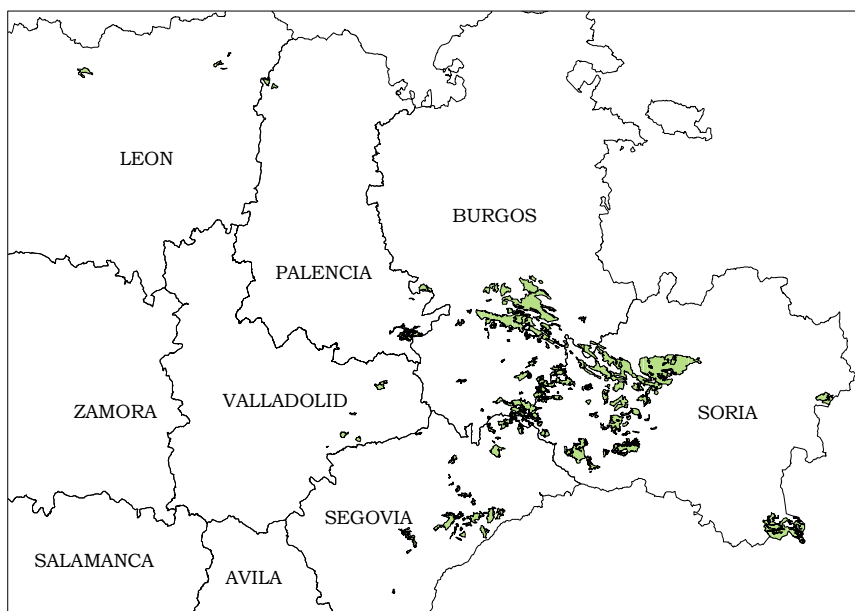 LEON
BURGOS
PALENCIA
ZAMORA
VALLADOLID
SORIA
SEGOVIA
SALAMANCA
AVILA